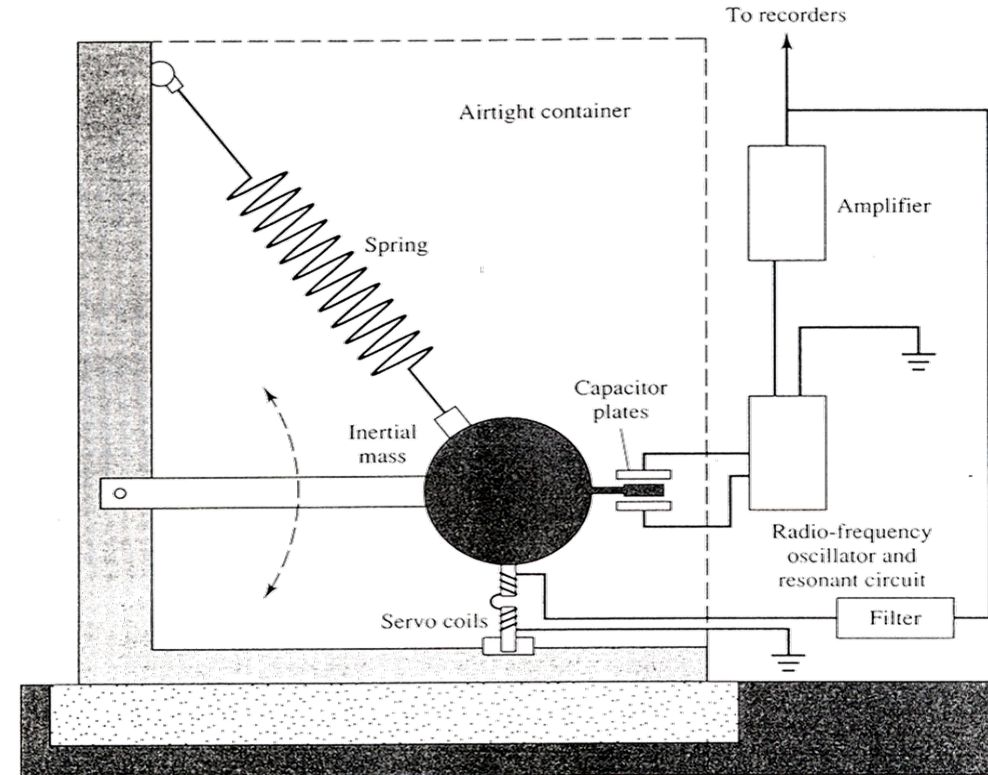 To recorders
Airtight container
Amplifier
Spring
Capacitor
plates
Inertial
mass
Radio-frequency
oscillator and
resonant circuit
Servo coils
Filter